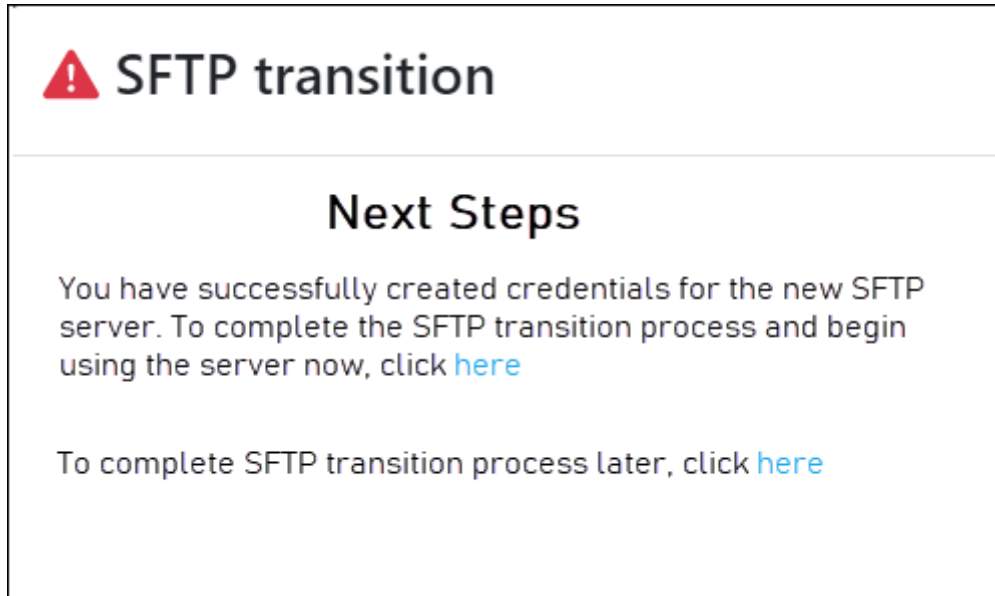 SFTP transition
Next Steps
You have successfully created credentials for the new SFTP
server. To complete the SFTP transition process and begin
using the server now, click here
To complete SFTP transition process later, click here